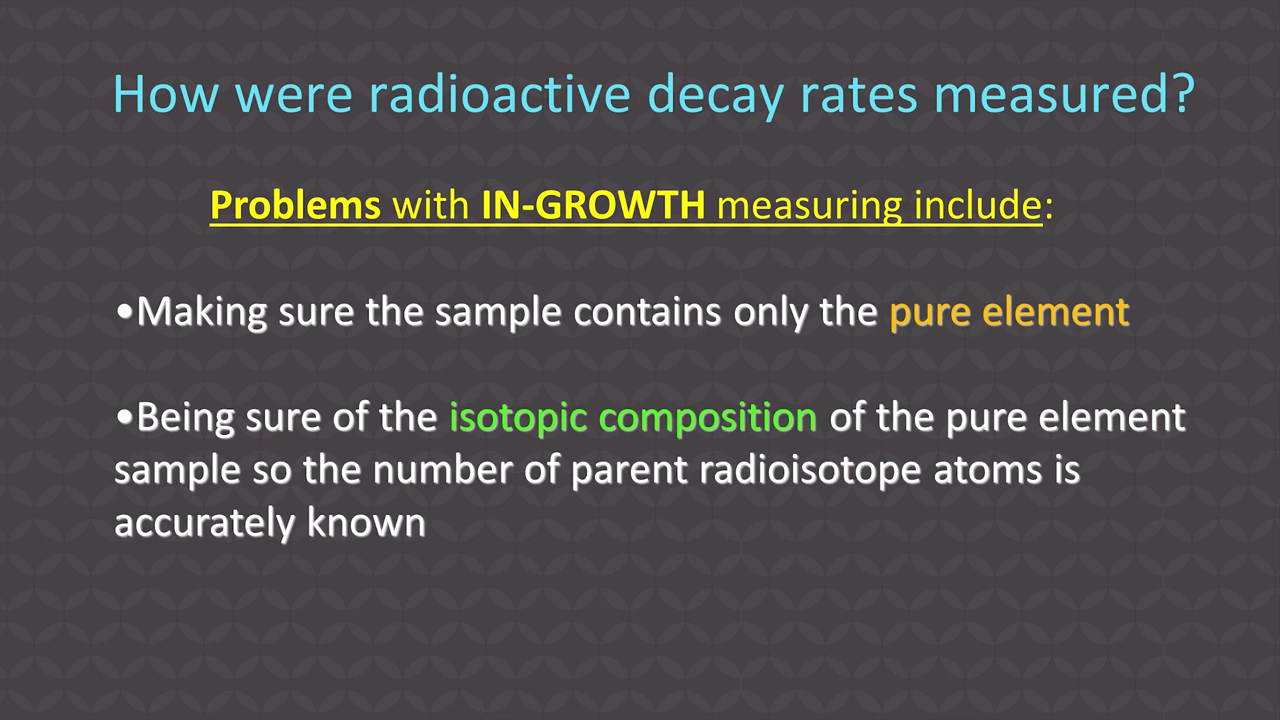 How were radioactive decay rates measured?
Problems with IN-GROWTH measuring include:
•Making sure the sample contains only the pure element
•Being sure of the isotopic composition of the pure element
sample so the number of parent radioisotope atoms is
accurately known